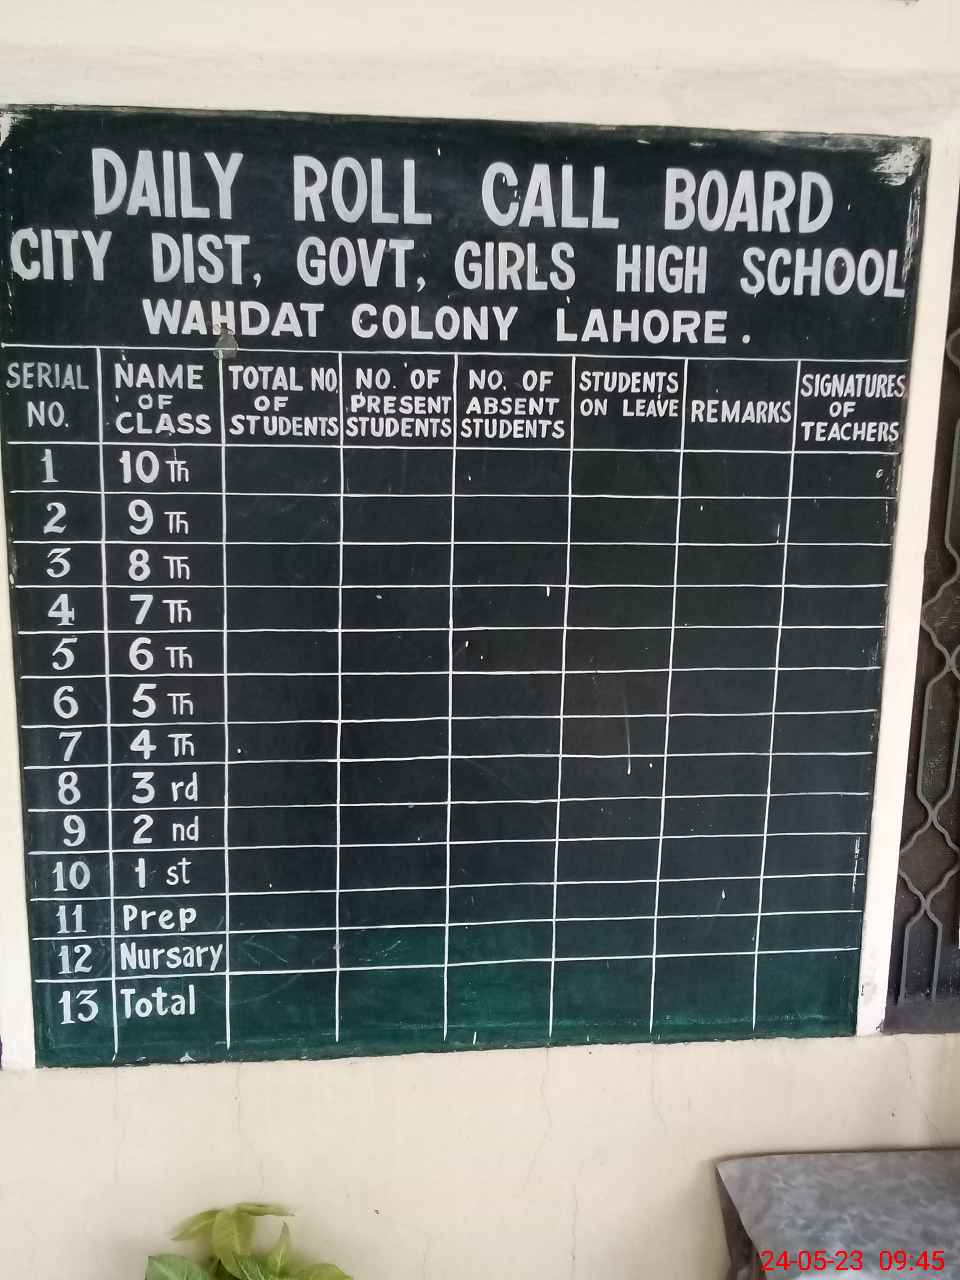 DAILY ROLL CALL BOARD
CITY DIST, GOVT, GIRLS HIGH SCHOOL
WAHDAT COLONY LAHORE.
SERIAL NO. NAME OF CLASS TOTAL NO. OF STUDENTS NO. OF PRESENT STUDENTS NO. OF ABSENT STUDENTS STUDENTS ON LEAVE REMARKS SIGNATURES OF TEACHERS
1 10 Th
2 9 Th
3 8 Th
4 7 Th
5 6 Th
6 5 Th
7 4 Th
8 3 rd
9 2 nd
10 1 st
11 Prep
12 Nursary
13 Total
24-05-23 09:45